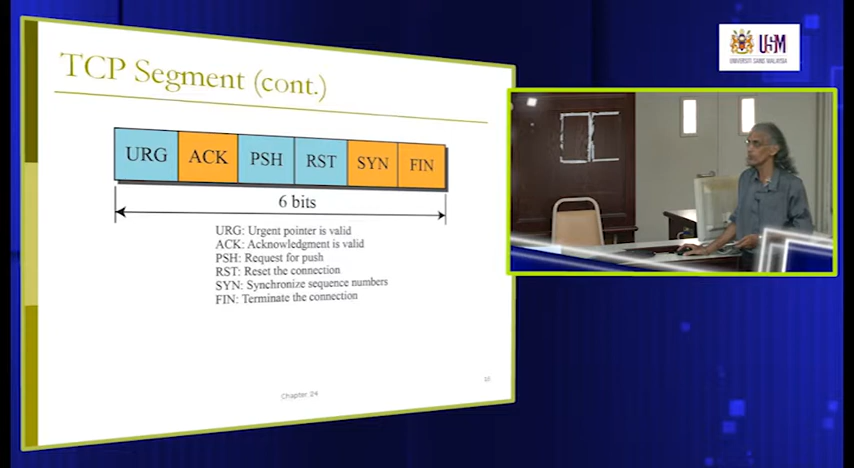 TCP Segment (cont.)
URG ACK PSH RST SYN FIN
6 bits
URG: Urgent pointer is valid
ACK: Acknowledgment is valid
PSH: Request for push
RST: Reset the connection
SYN: Synchronize sequence numbers
FIN: Terminate the connection
Chapter 24
USM
UNIVERSITI SAINS MALAYSIA